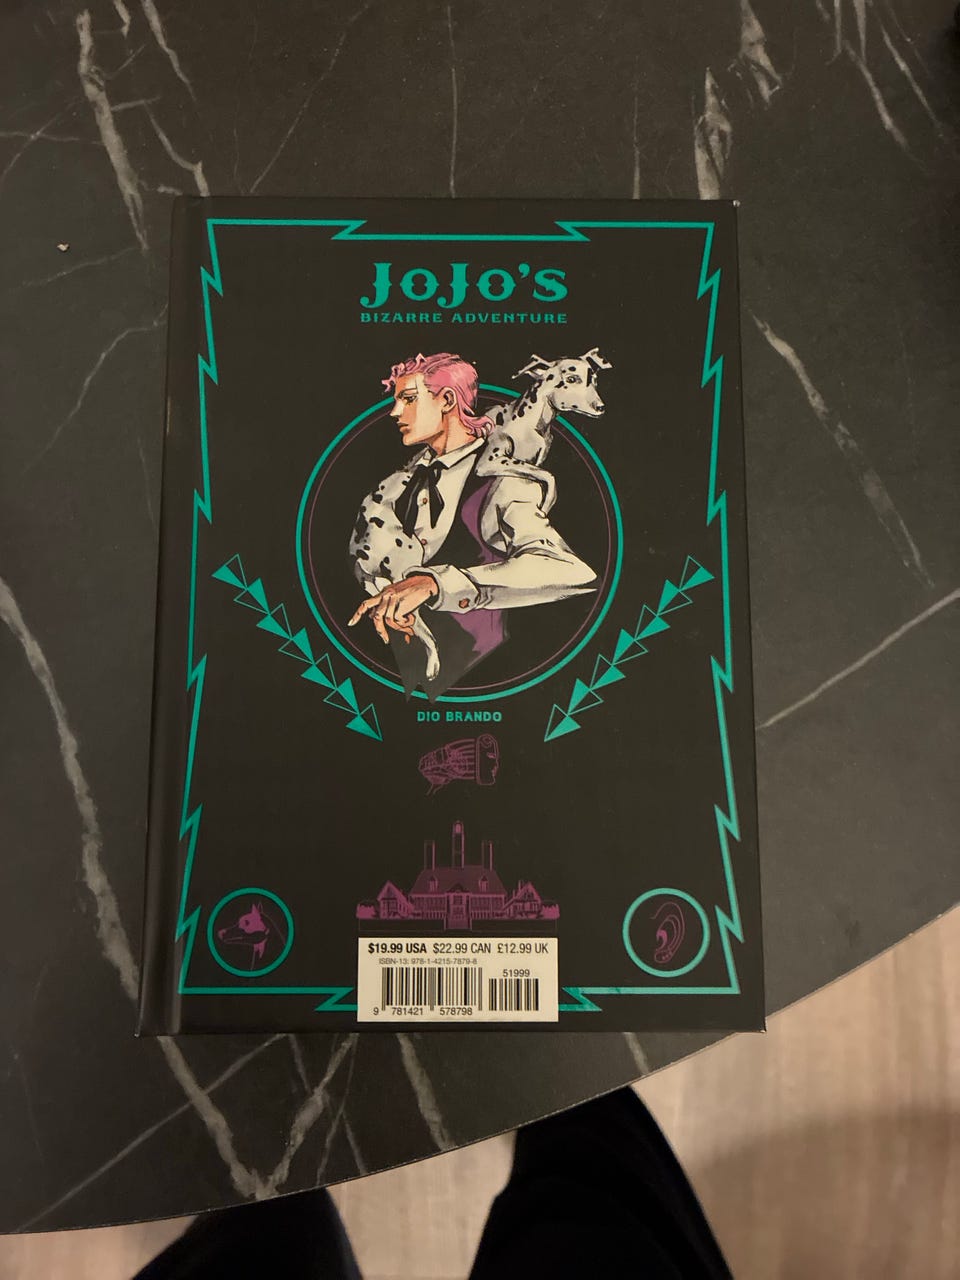 JoJo's
BIZARRE ADVENTURE
DIO BRANDO
$19.99 USA $22.99 CAN £12.99 UK
ISBN-13: 978-1-4215-7879-8
51999
9 781421 578798